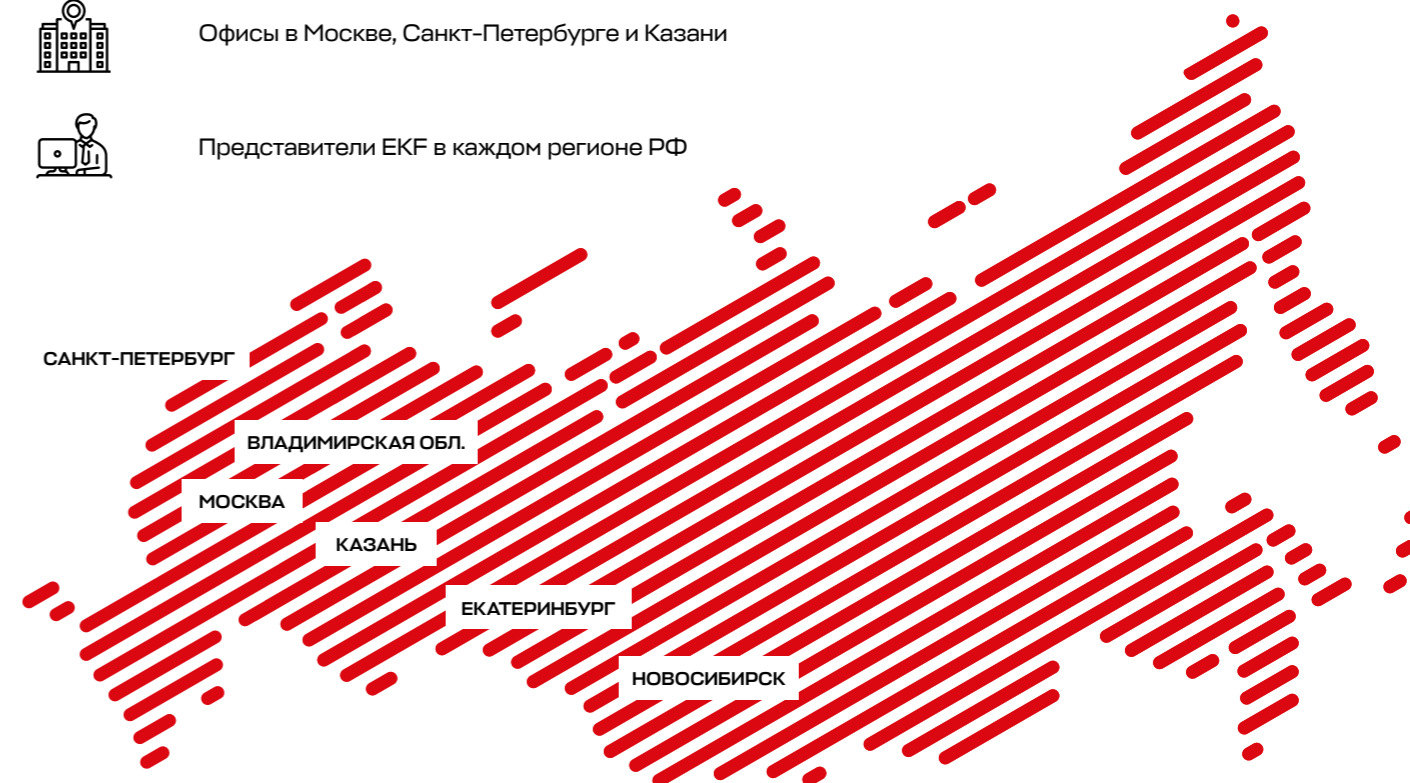 Офисы в Москве, Санкт-Петербурге и Казани
Представители EKF в каждом регионе РФ
САНКТ-ПЕТЕРБУРГ
ВЛАДИМИРСКАЯ ОБЛ.
МОСКВА
КАЗАНЬ
ЕКАТЕРИНБУРГ
НОВОСИБИРСК